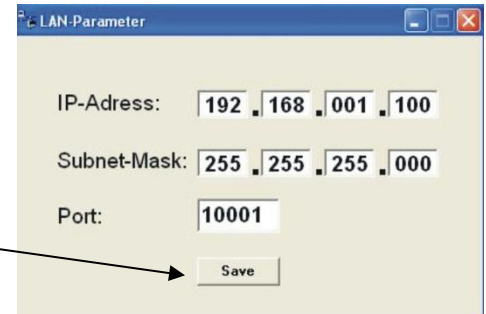 LAN-Parameter
IP-Adress: 192 . 168 . 001 . 100
Subnet-Mask: 255 . 255 . 255 . 000
Port: 10001
Save